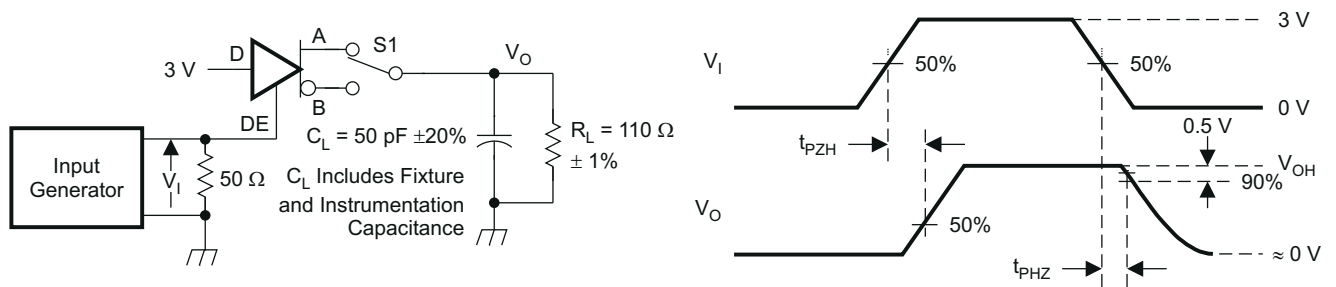 3 V
D
A
S1
B
DE
V_O
Input
Generator
V_I
50 Ω
C_L = 50 pF ±20%
C_L Includes Fixture
and Instrumentation
Capacitance
R_L = 110 Ω
± 1%
V_I
50%
50%
3 V
0 V
t_PZH
0.5 V
V_OH
90%
V_O
50%
t_PHZ
≈ 0 V